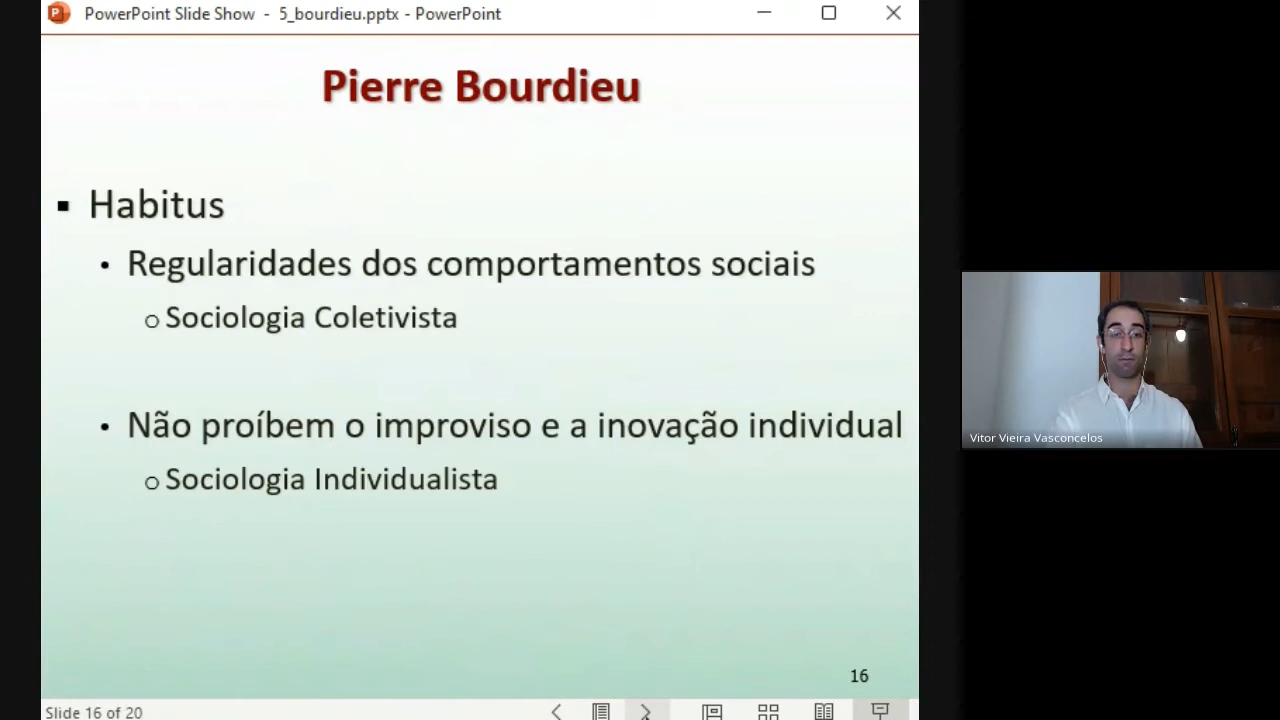 PowerPoint Slide Show - 5_bourdieu.pptx - PowerPoint
Pierre Bourdieu
Habitus
Regularidades dos comportamentos sociais
Sociologia Coletivista
Não proíbem o improviso e a inovação individual
Sociologia Individualista
Vitor Vieira Vasconcelos
16
Slide 16 of 20